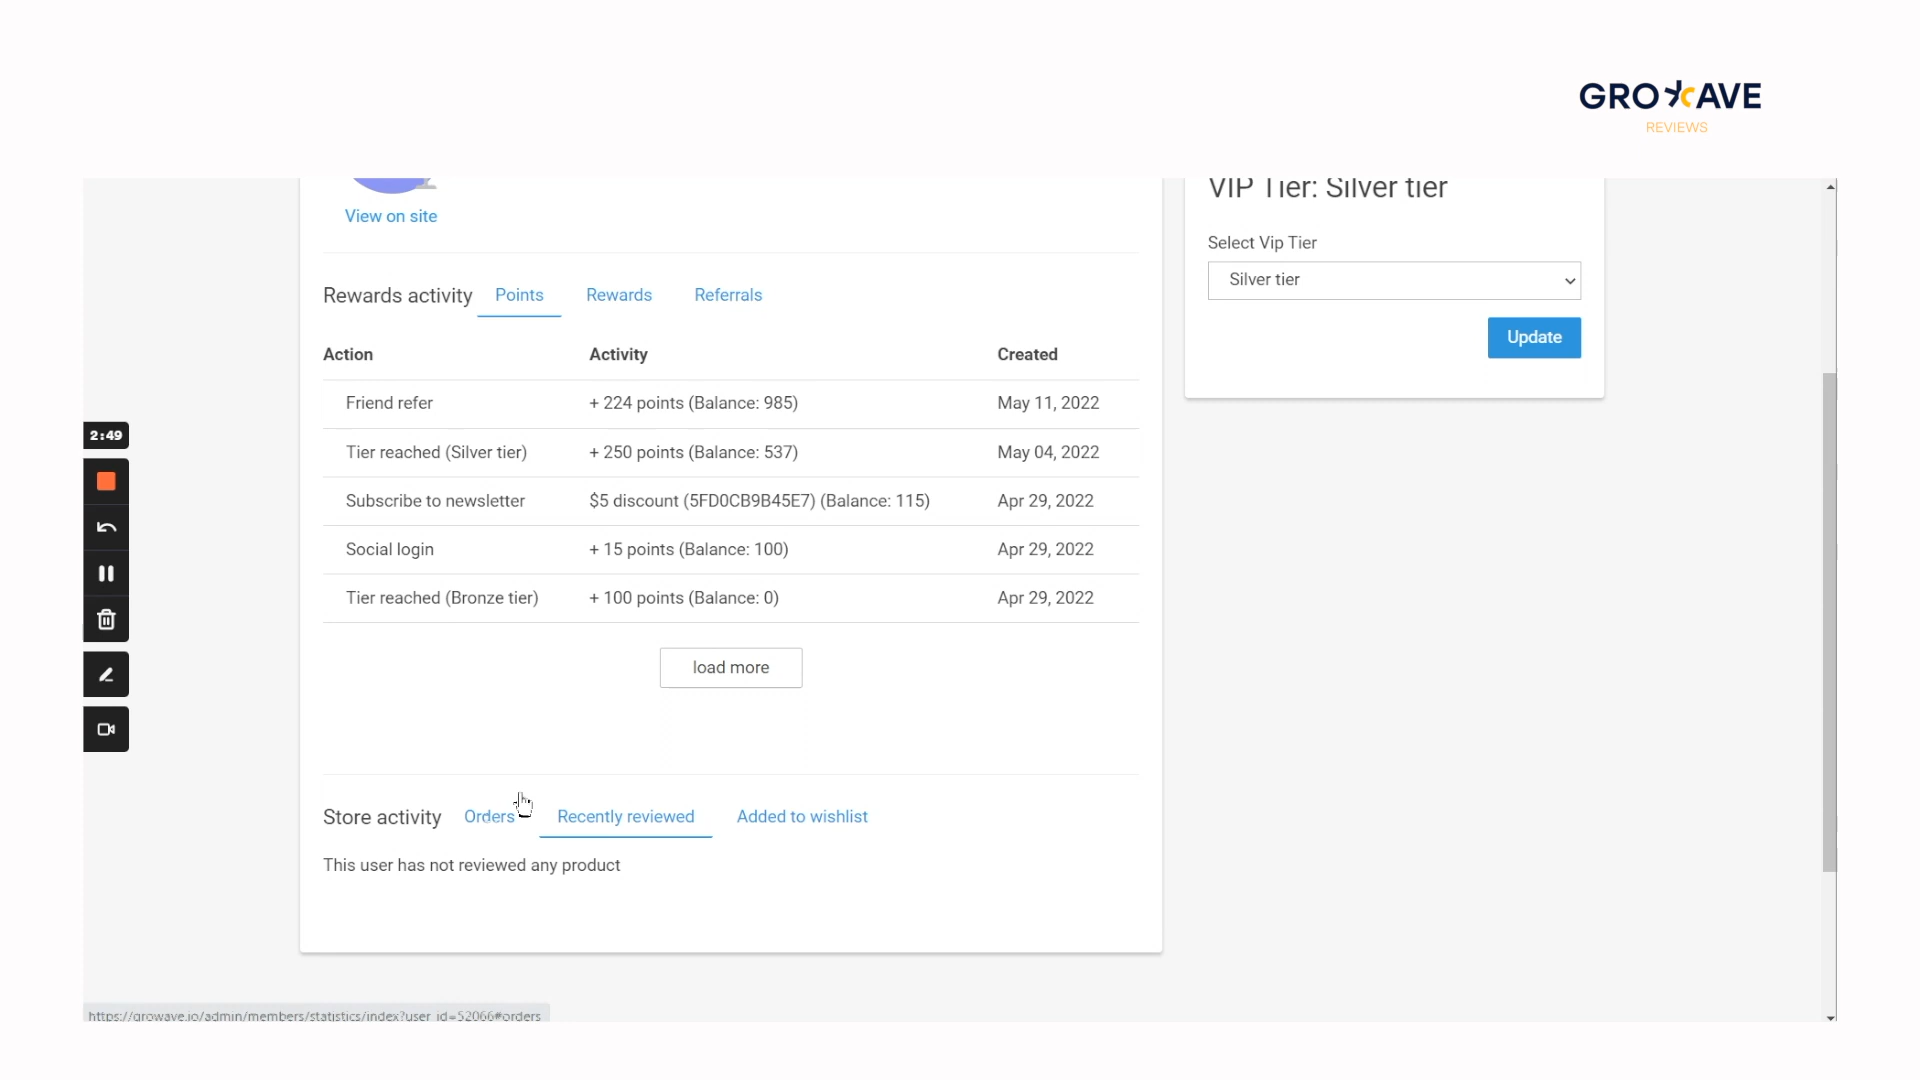 GROWAVE
REVIEWS
VIP Tier: Silver tier
View on site
Select Vip Tier
Silver tier
Rewards activity Points Rewards Referrals
Update
Action Activity Created
Friend refer + 224 points (Balance: 985) May 11, 2022
Tier reached (Silver tier) + 250 points (Balance: 537) May 04, 2022
2:49
Subscribe to newsletter $5 discount (5FD0CB9B45E7) (Balance: 115) Apr 29, 2022
Social login + 15 points (Balance: 100) Apr 29, 2022
Tier reached (Bronze tier) + 100 points (Balance: 0) Apr 29, 2022
load more
Store activity Orders Recently reviewed Added to wishlist
This user has not reviewed any product
https://growave.io/admin/members/statistics/index?user_id=52066#orders